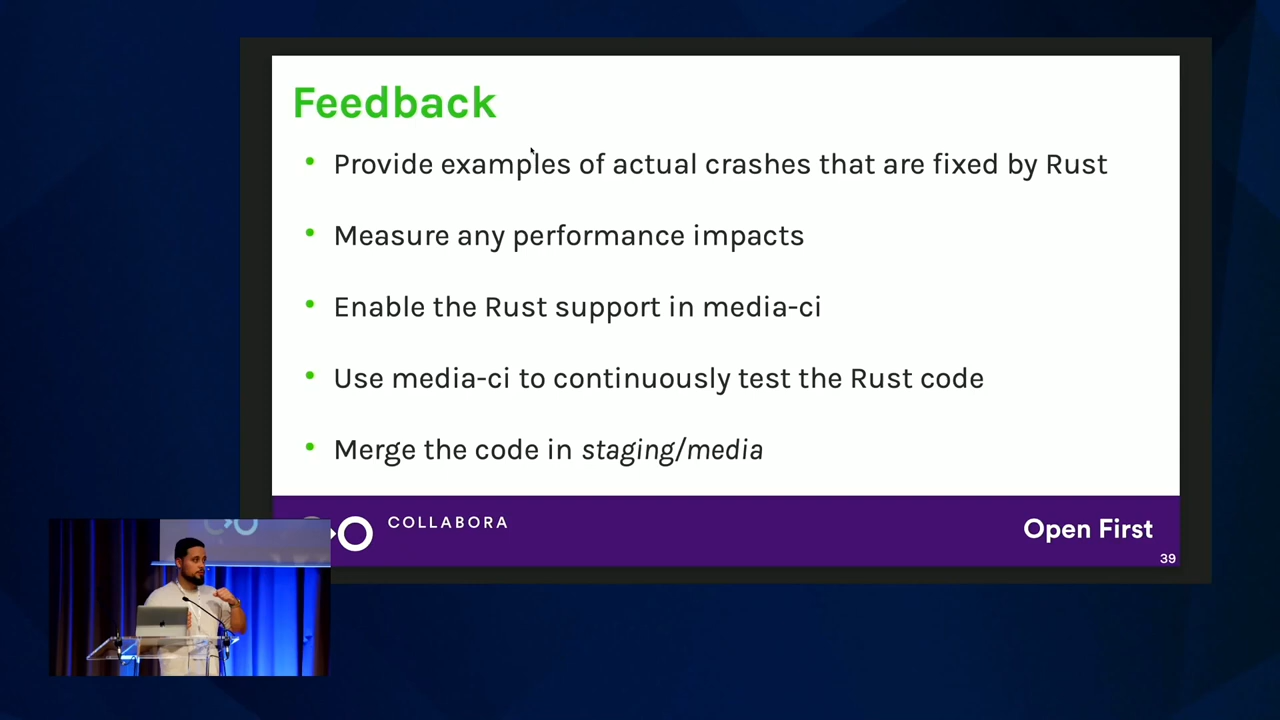 Feedback
Provide examples of actual crashes that are fixed by Rust
Measure any performance impacts
Enable the Rust support in media-ci
Use media-ci to continuously test the Rust code
Merge the code in staging/media
COLLABORA
Open First
39